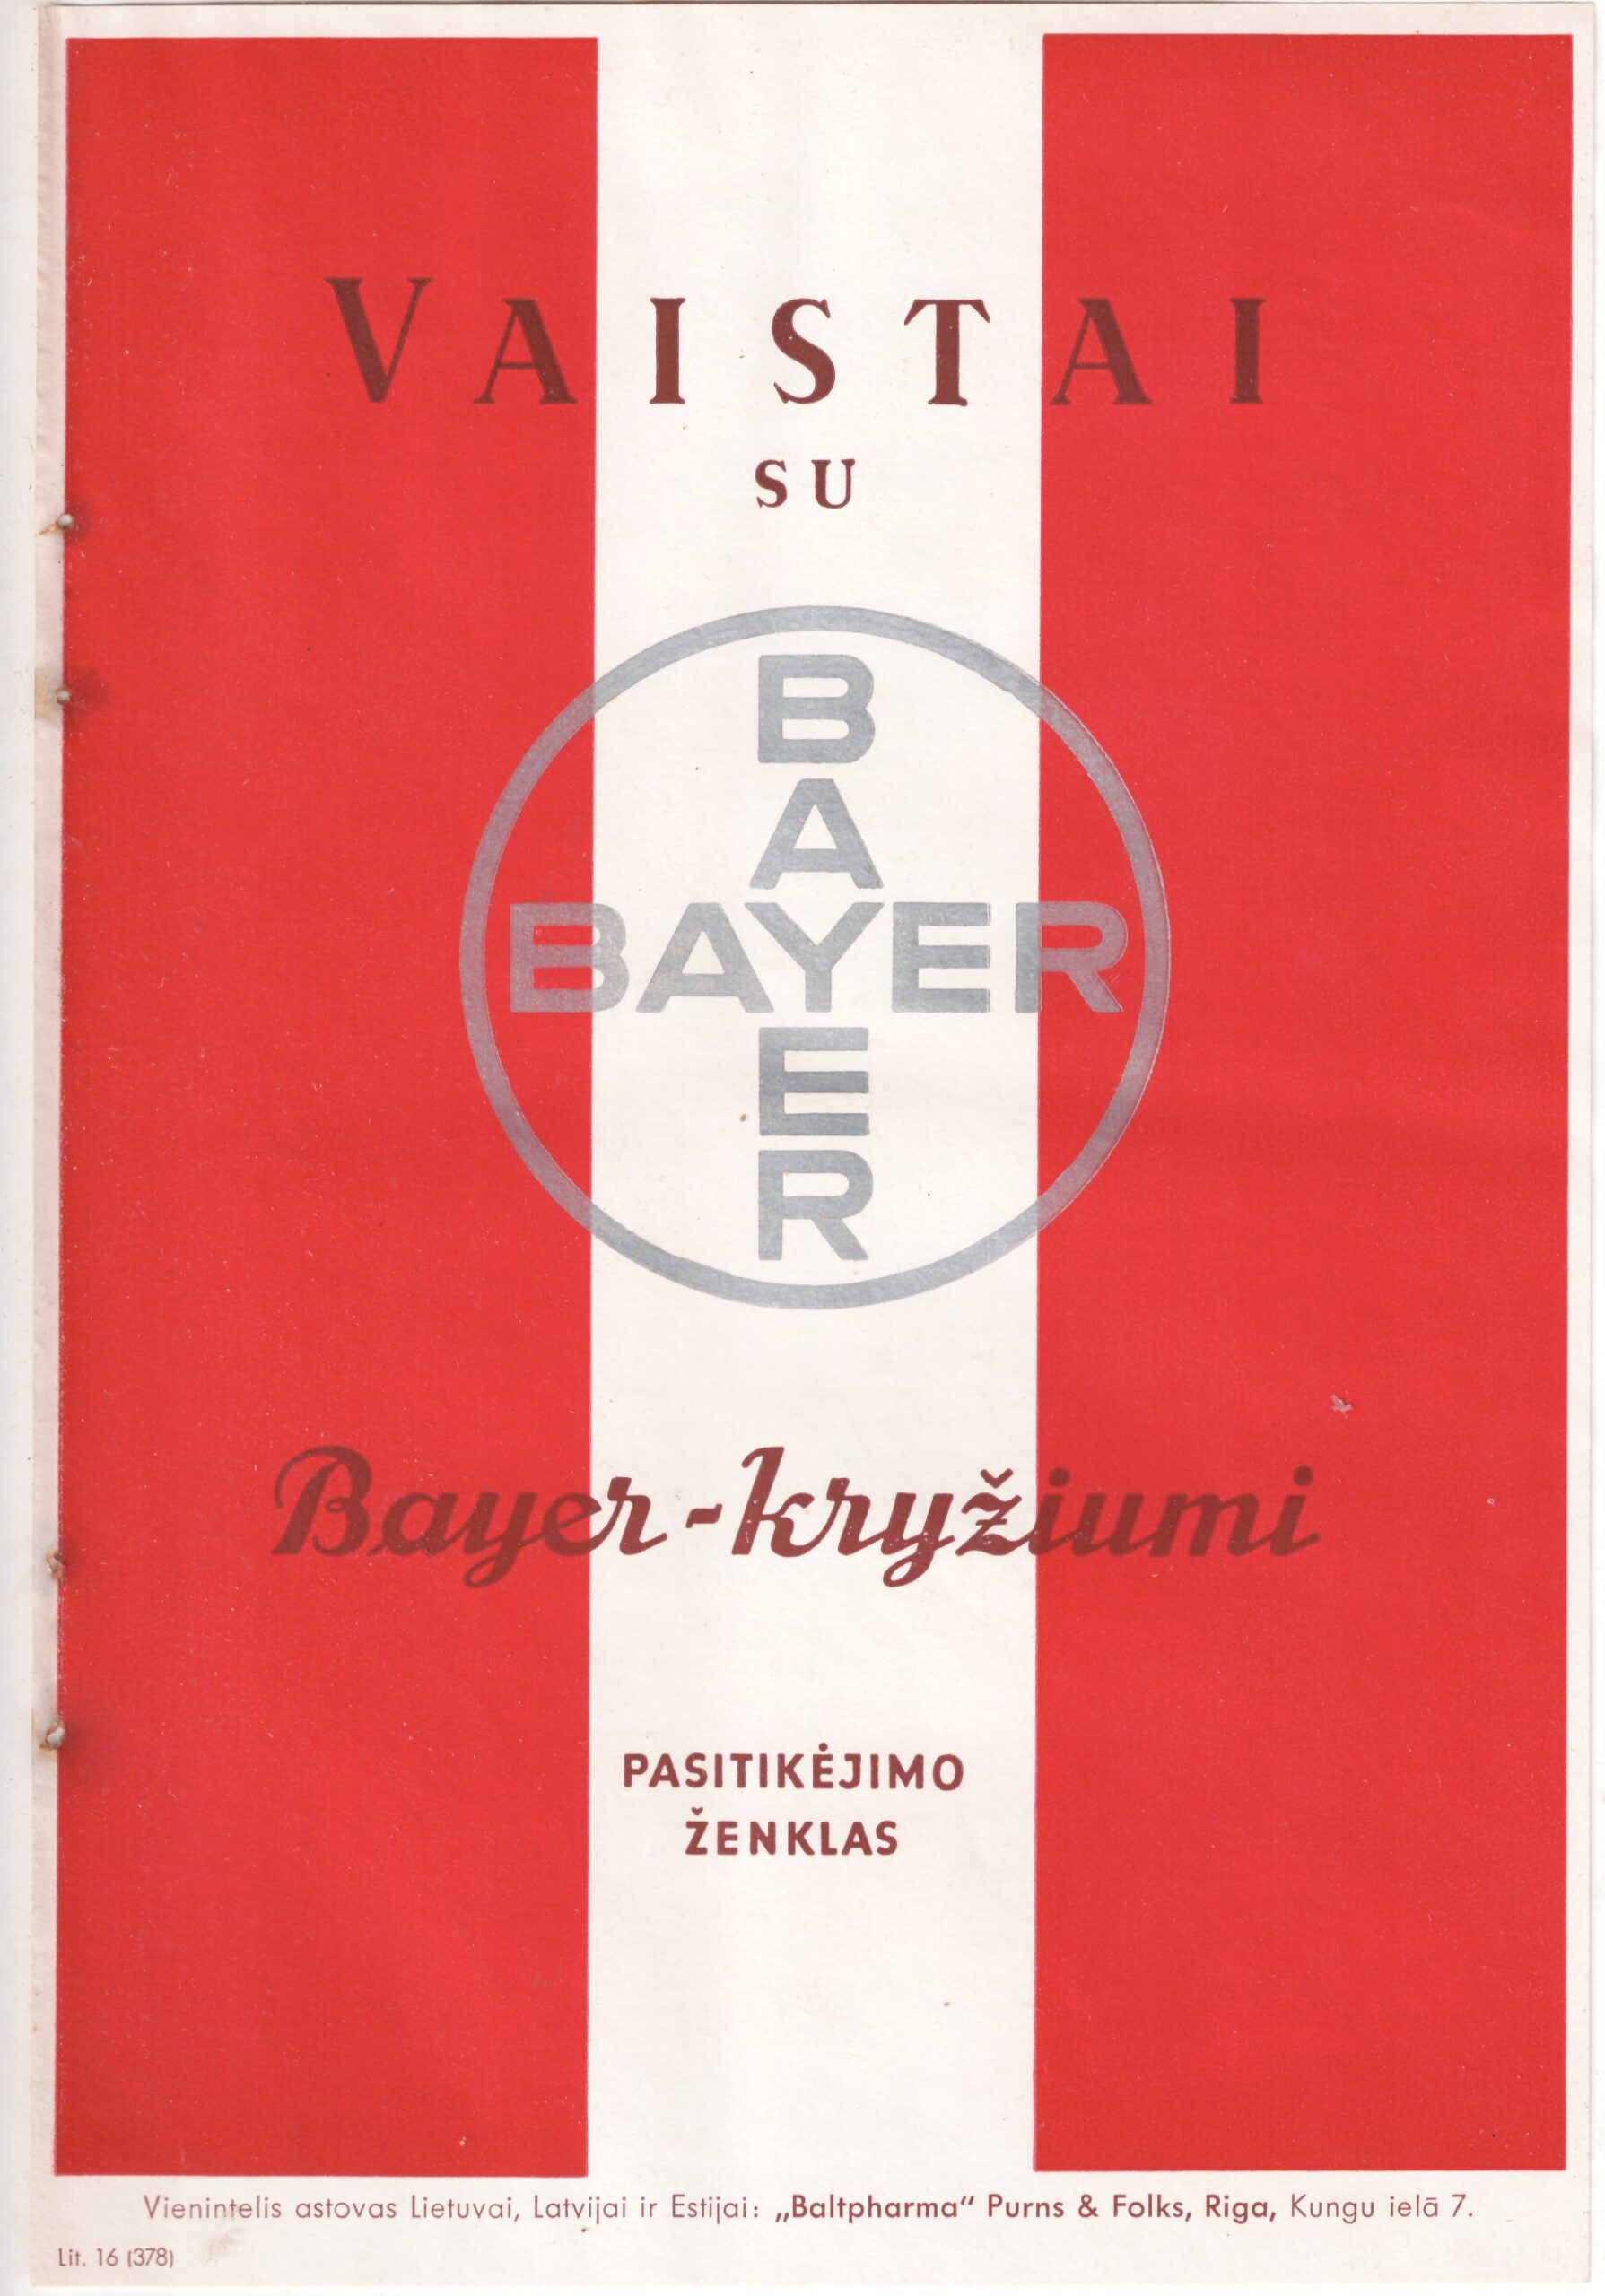 VAISTAI
SU
B
A
BAYER
E
R
Bayer-kryžiumi
PASITIKĖJIMO
ŽENKLAS
Vienintelis astovas Lietuvai, Latvijai ir Estijai: „Baltpharma“ Purns & Folks, Riga, Kungu ielā 7.
Lit. 16 (378)